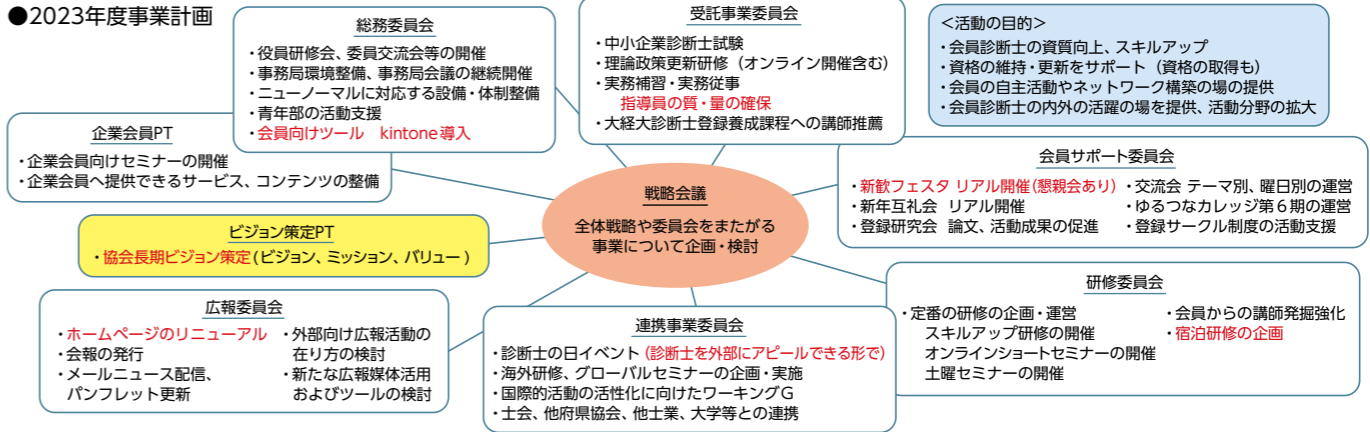 ●2023年度事業計画
総務委員会
・役員研修会、委員交流会等の開催
・事務局環境整備、事務局会議の継続開催
・ニューノーマルに対応する設備・体制整備
・青年部の活動支援
・会員向けツール　kintone導入
受託事業委員会
・中小企業診断士試験
・理論政策更新研修（オンライン開催含む）
・実務補習・実務従事
指導員の質・量の確保
・大経大診断士登録養成課程への講師推薦
＜活動の目的＞
・会員診断士の資質向上、スキルアップ
・資格の維持・更新をサポート（資格の取得も）
・会員の自主活動やネットワーク構築の場の提供
・会員診断士の内外の活躍の場を提供、活動分野の拡大
企業会員PT
・企業会員向けセミナーの開催
・企業会員へ提供できるサービス、コンテンツの整備
戦略会議
全体戦略や委員会をまたがる
事業について企画・検討
会員サポート委員会
・新歓フェスタ リアル開催(懇親会あり)
・新年互礼会　リアル開催
・登録研究会　論文、活動成果の促進
・交流会 テーマ別、曜日別の運営
・ゆるつなカレッジ第６期の運営
・登録サークル制度の活動支援
ビジョン策定PT
・協会長期ビジョン策定(ビジョン、ミッション、バリュー)
広報委員会
・ホームページのリニューアル
・会報の発行
・メールニュース配信、
パンフレット更新
・外部向け広報活動の
在り方の検討
・新たな広報媒体活用
およびツールの検討
連携事業委員会
・診断士の日イベント(診断士を外部にアピールできる形で)
・海外研修、グローバルセミナーの企画・実施
・国際的活動の活性化に向けたワーキングＧ
・士会、他府県協会、他士業、大学等との連携
研修委員会
・定番の研修の企画・運営
スキルアップ研修の開催
オンラインショートセミナーの開催
土曜セミナーの開催
・会員からの講師発掘強化
・宿泊研修の企画